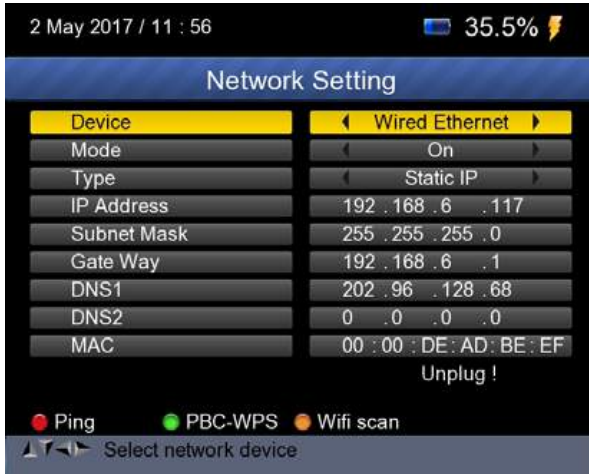 2 May 2017 / 11 : 56 35.5%
Network Setting
Device Wired Ethernet
Mode On
Type Static IP
IP Address 192 .168 .6 .117
Subnet Mask 255 .255 .255 .0
Gate Way 192 .168 .6 .1
DNS1 202 .96 .128 .68
DNS2 0 .0 .0 .0
MAC 00 : 00 : DE : AD : BE : EF
Unplug !
Ping PBC-WPS Wifi scan
Select network device